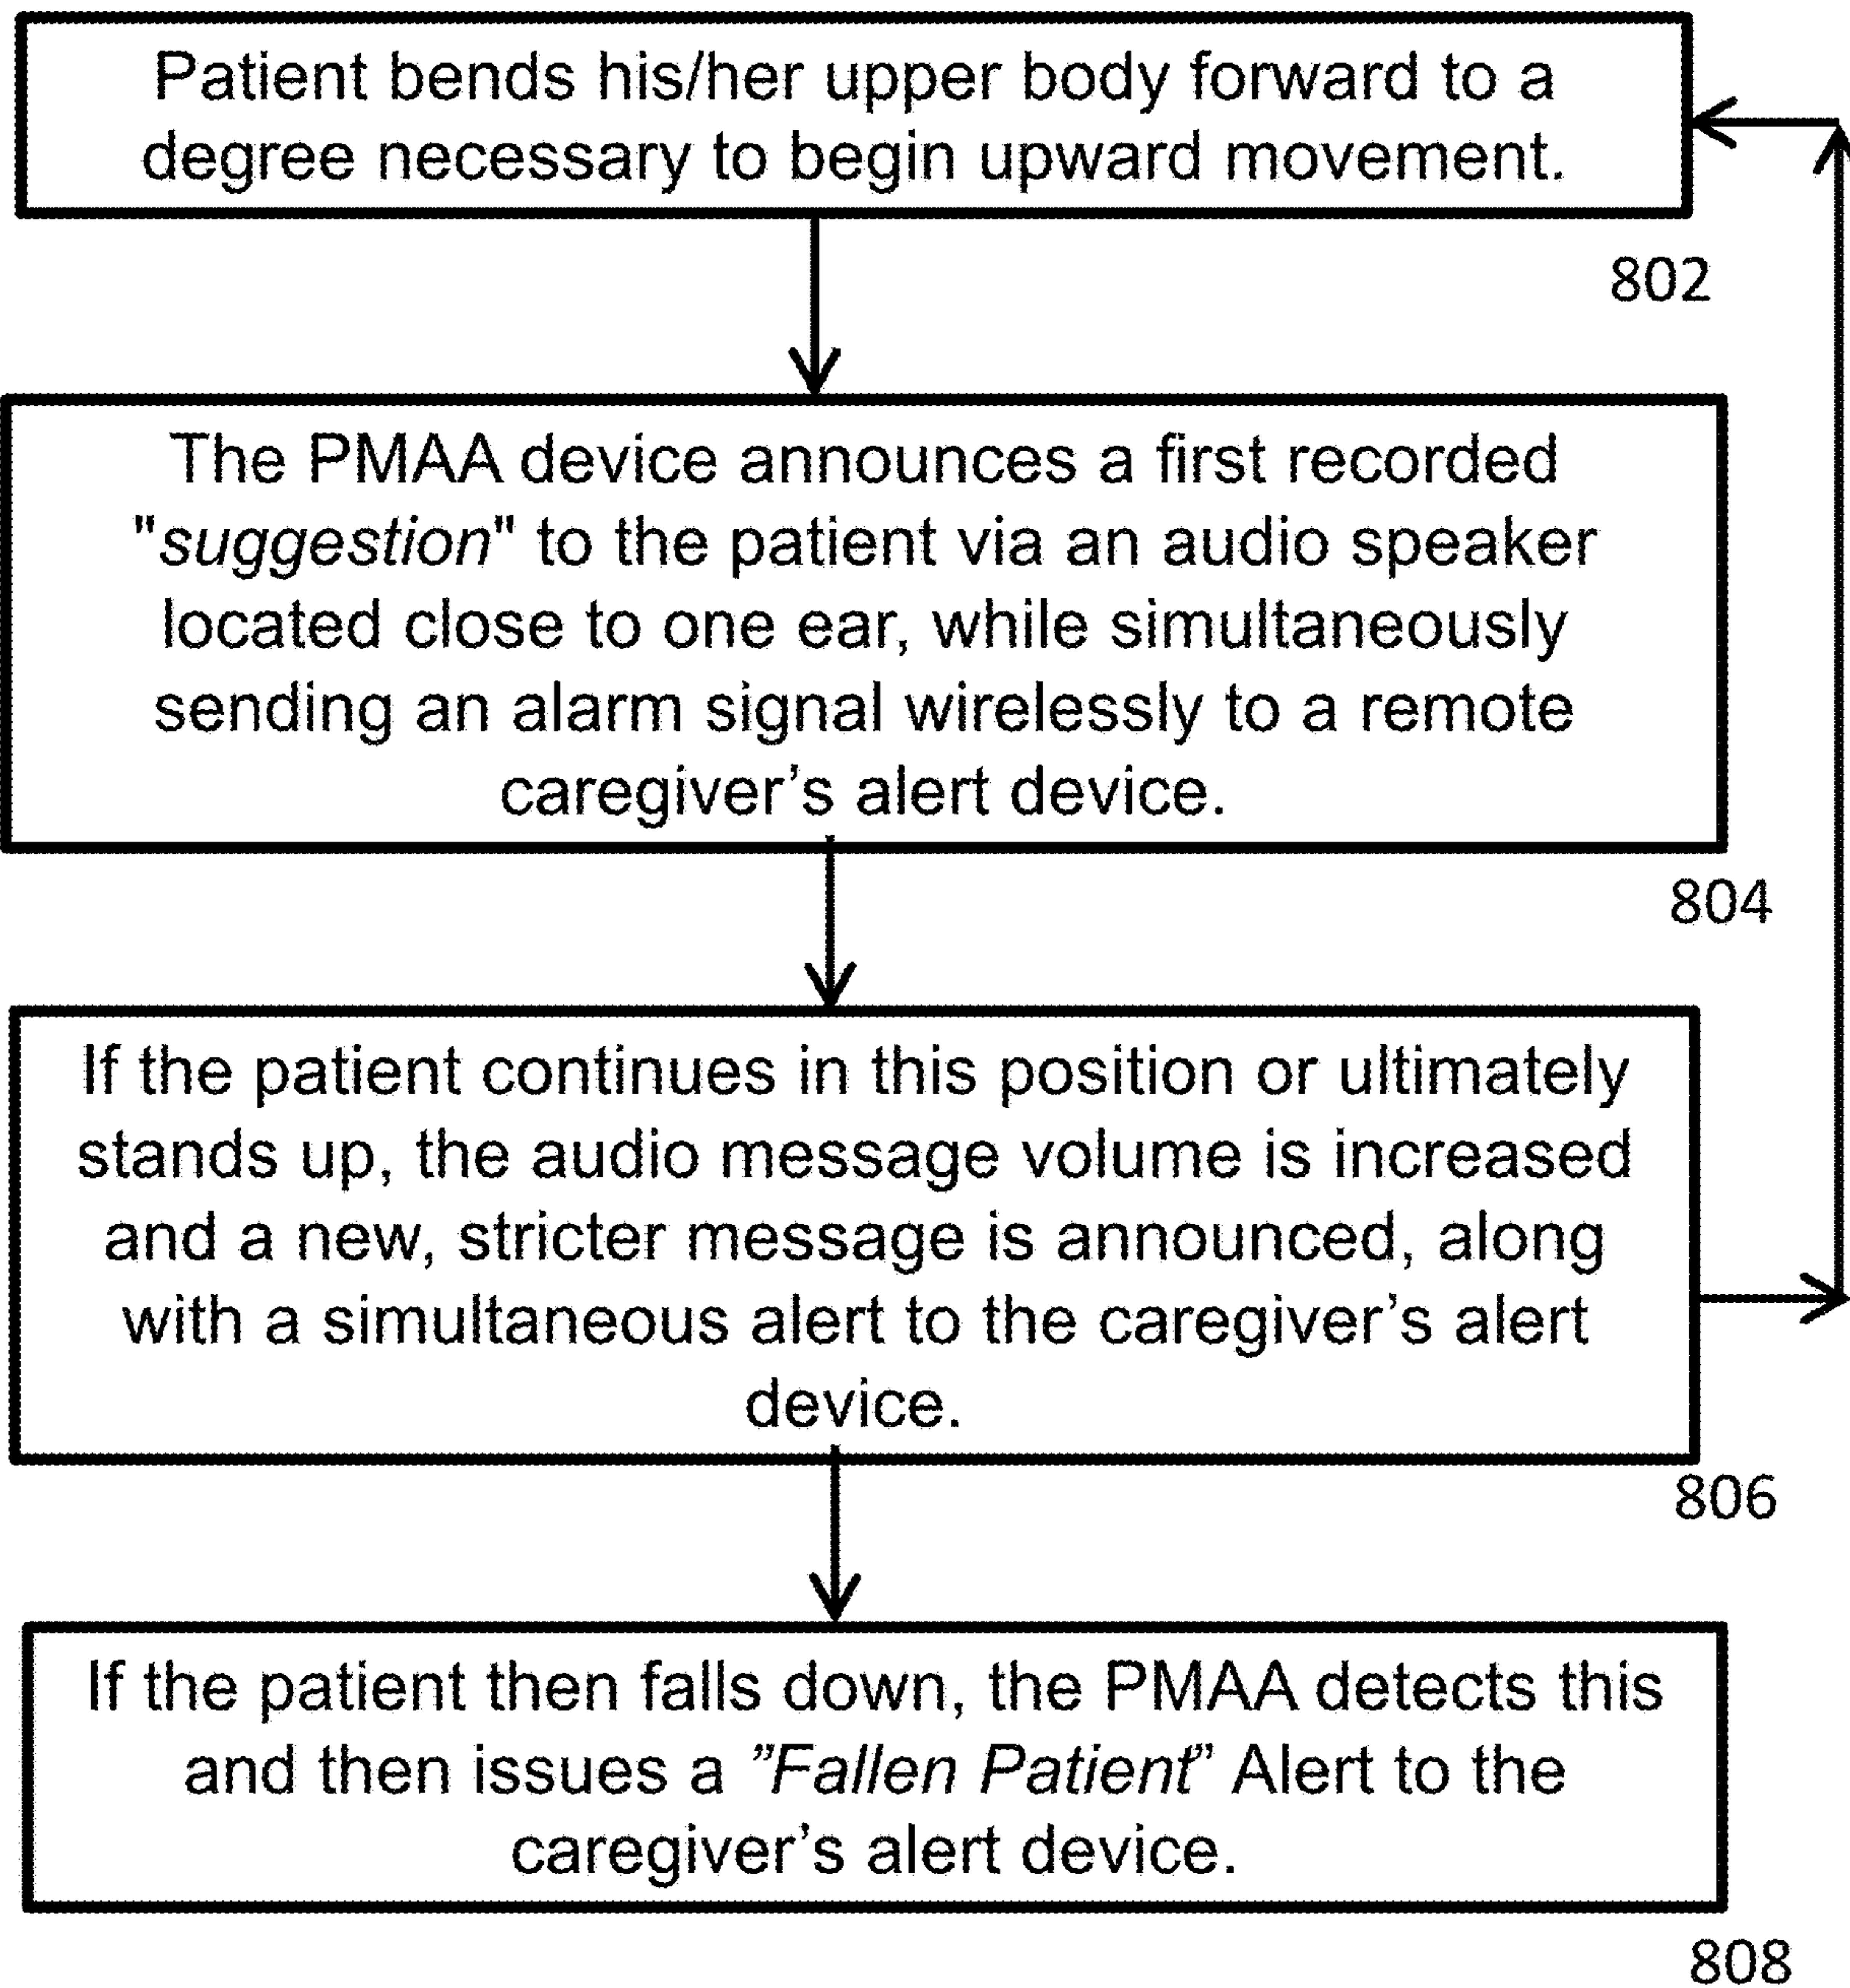 Patient bends his/her upper body forward to a
degree necessary to begin upward movement.
802
The PMAA device announces a first recorded
"suggestion" to the patient via an audio speaker
located close to one ear, while simultaneously
sending an alarm signal wirelessly to a remote
caregiver’s alert device.
804
If the patient continues in this position or ultimately
stands up, the audio message volume is increased
and a new, stricter message is announced, along
with a simultaneous alert to the caregiver’s alert
device.
806
If the patient then falls down, the PMAA detects this
and then issues a ”Fallen Patient” Alert to the
caregiver’s alert device.
808